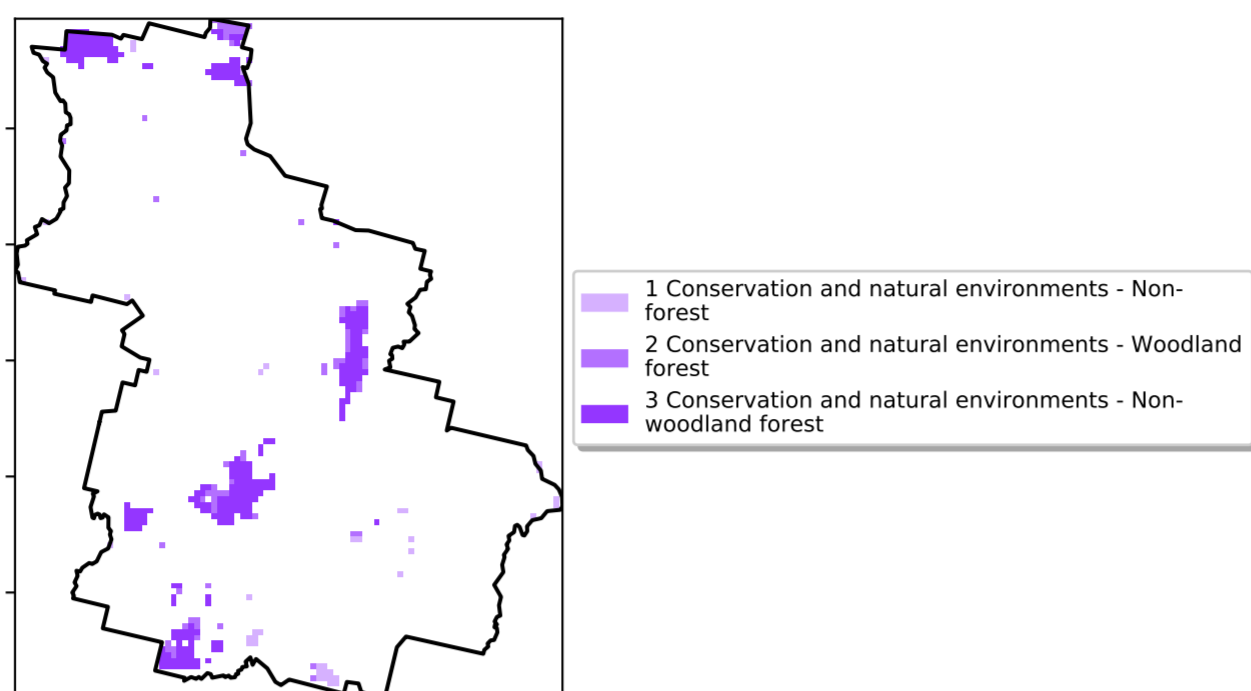 1 Conservation and natural environments - Non-
forest
2 Conservation and natural environments - Woodland
forest
3 Conservation and natural environments - Non-
woodland forest